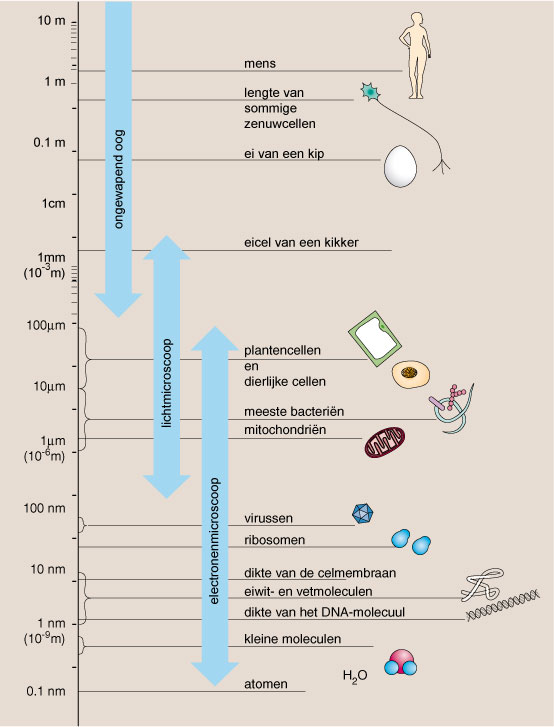 10 m
mens
1 m
lengte van
sommige
zenuwcellen
0.1 m
ei van een kip
ongewapend oog
1cm
eicel van een kikker
1mm
(10-3m)
100µm
plantencellen
en
dierlijke cellen
lichtmicroscoop
10µm
meeste bacteriën
mitochondriën
1µm
(10-6m)
100 nm
virussen
ribosomen
electronenmicroscoop
10 nm
dikte van de celmembraan
eiwit- en vetmoleculen
dikte van het DNA-molecuul
1 nm
(10-9m)
kleine moleculen
H2O
0.1 nm
atomen